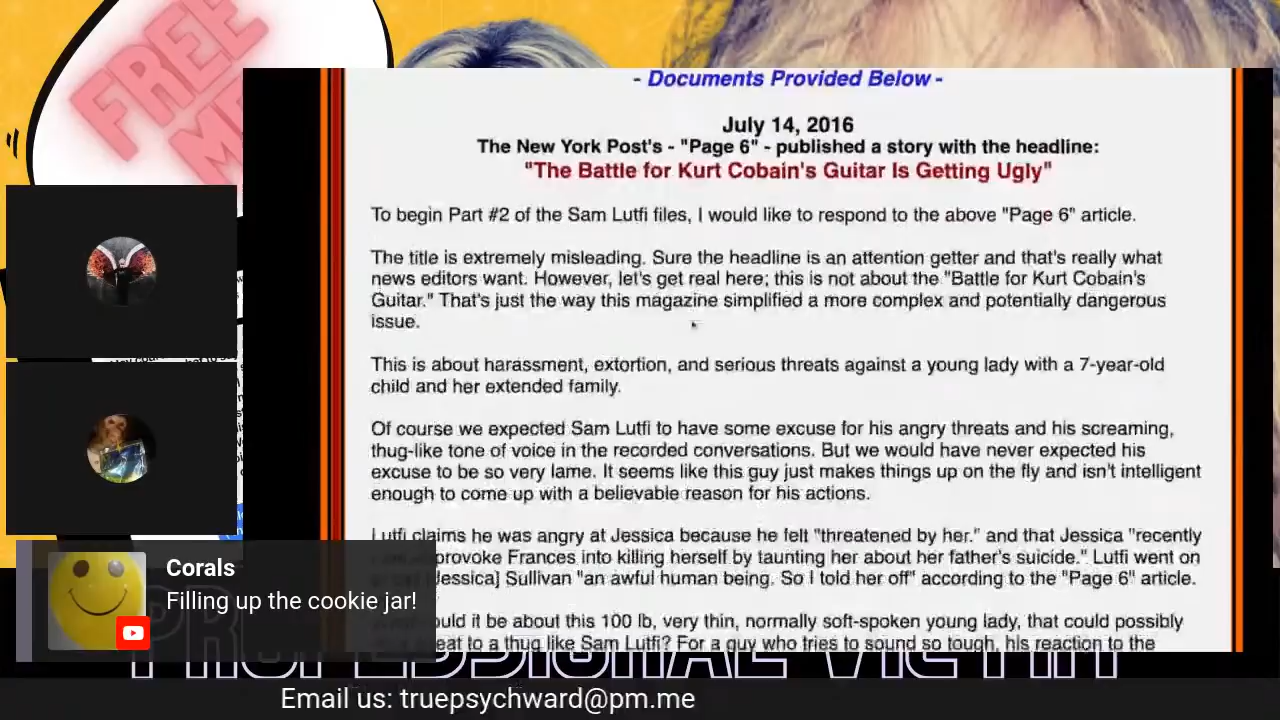 FREE
- Documents Provided Below -
July 14, 2016
The New York Post's - "Page 6" - published a story with the headline:
"The Battle for Kurt Cobain's Guitar Is Getting Ugly"
To begin Part #2 of the Sam Lutfi files, I would like to respond to the above "Page 6" article.
The title is extremely misleading. Sure the headline is an attention getter and that's really what
news editors want. However, let's get real here; this is not about the "Battle for Kurt Cobain's
Guitar." That's just the way this magazine simplified a more complex and potentially dangerous
issue.
This is about harassment, extortion, and serious threats against a young lady with a 7-year-old
child and her extended family.
Of course we expected Sam Lutfi to have some excuse for his angry threats and his screaming,
thug-like tone of voice in the recorded conversations. But we would have never expected his
excuse to be so very lame. It seems like this guy just makes things up on the fly and isn't intelligent
enough to come up with a believable reason for his actions.
Lutfi claims he was angry at Jessica because he felt "threatened by her." and that Jessica "recently
provoke Frances into killing herself by taunting her about her father's suicide." Lutfi went on
[Jessica] Sullivan "an awful human being. So I told her off" according to the "Page 6" article.
it be about this 100 lb, very thin, normally soft-spoken young lady, that could possibly
to a thug like Sam Lutfi? For a guy who tries to sound so tough, his reaction to the
Corals
Filling up the cookie jar!
PROFESSIONAL VICTIM
Email us: truepsychward@pm.me